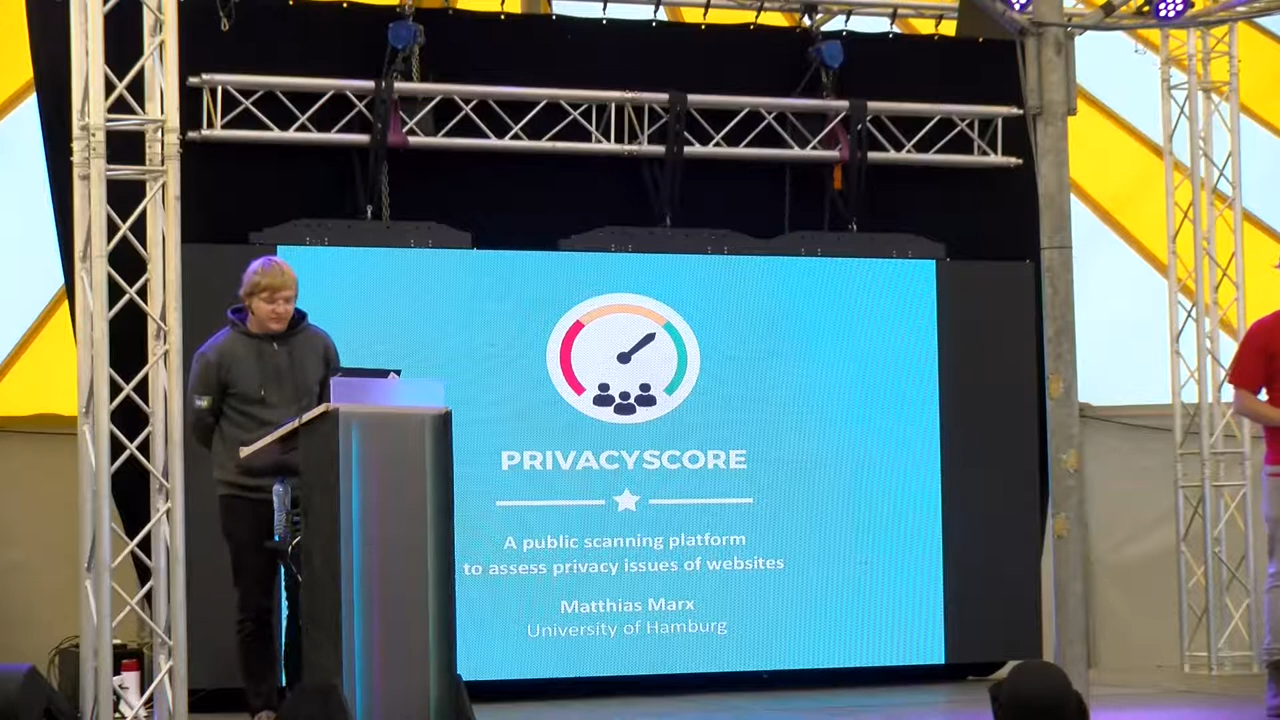 PRIVACYSCORE
A public scanning platform
to assess privacy issues of websites
Matthias Marx
University of Hamburg